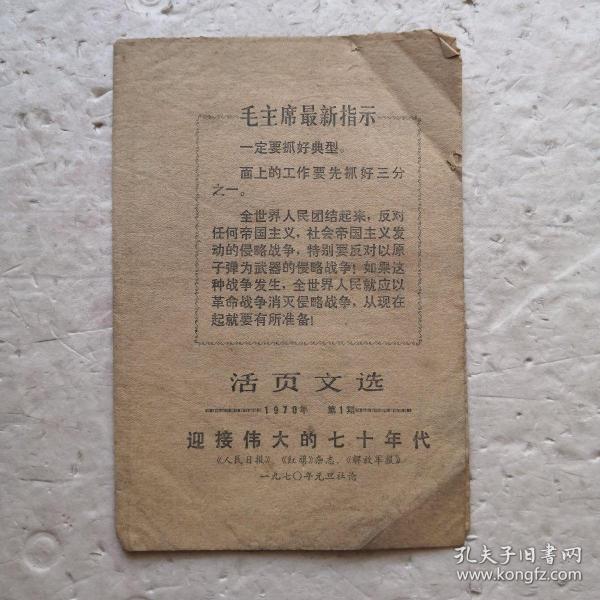 毛主席最新指示
一定要抓好典型。
面上的工作要先抓好三分
之一。
全世界人民团结起来，反对
任何帝国主义，社会帝国主义发
动的侵略战争，特别要反对以原
子弹为武器的侵略战争！如果这
种战争发生，全世界人民就应以
革命战争消灭侵略战争，从现在
起就要有所准备！
活页文选
1970年 第1期
迎接伟大的七十年代
《人民日报》、《红旗》杂志、《解放军报》
一九七〇年元旦社论
孔夫子旧书网
www.kongfz.com